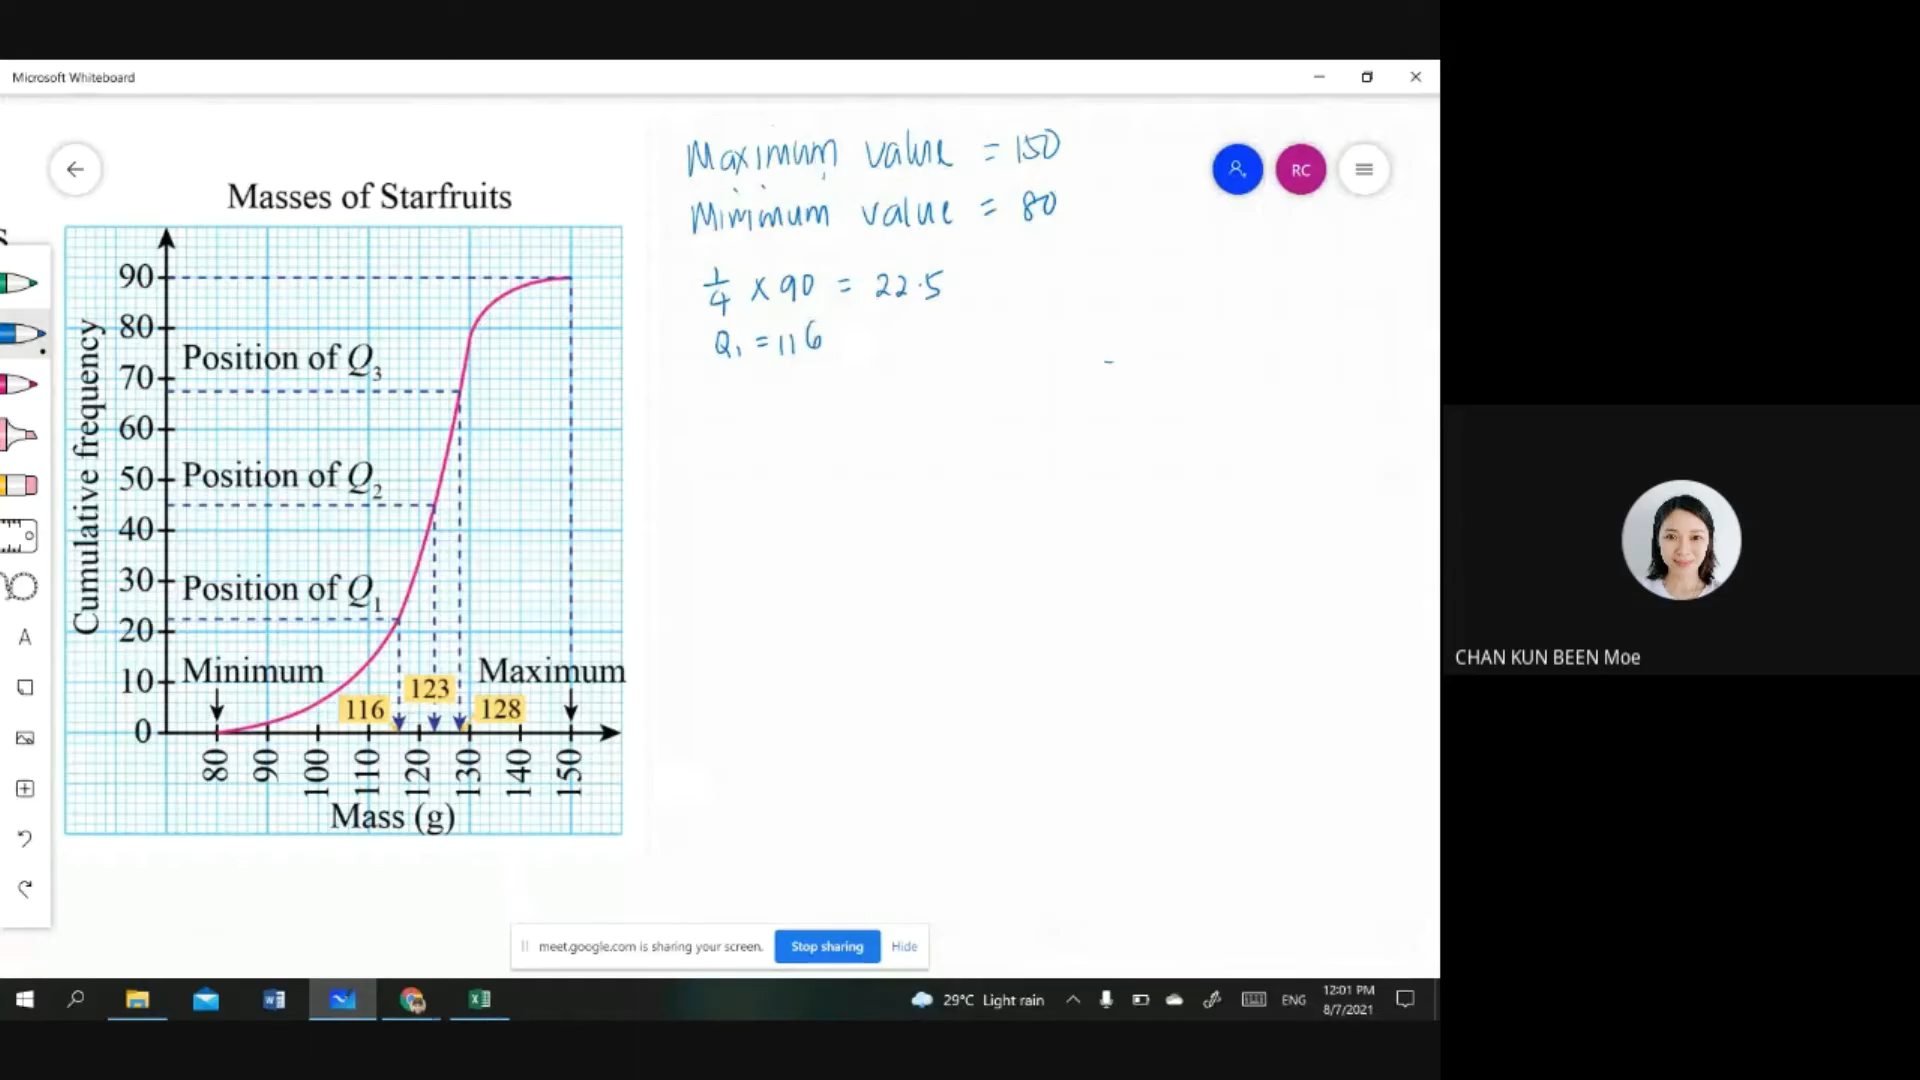 Microsoft Whiteboard
Maximum value = 150
Minimum value = 80
1/4 x 90 = 22.5
Q1 = 116
RC
Masses of Starfruits
Cumulative frequency
90
80
Position of Q3
70
60
50
Position of Q2
40
30
Position of Q1
20
10
Minimum
Maximum
116
123
128
0
80 90 100 110 120 130 140 150
Mass (g)
A
meet.google.com is sharing your screen. Stop sharing Hide
29°C Light rain
ENG
12:01 PM
8/7/2021
CHAN KUN BEEN Moe